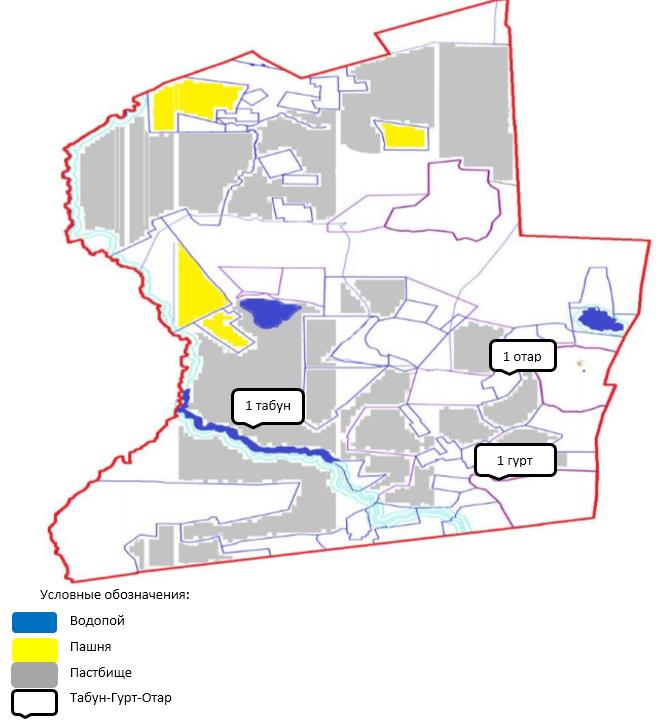 1 отар
1 табун
1 гурт
Условные обозначения:
Водопой
Пашня
Пастбище
Табун-Гурт-Отар